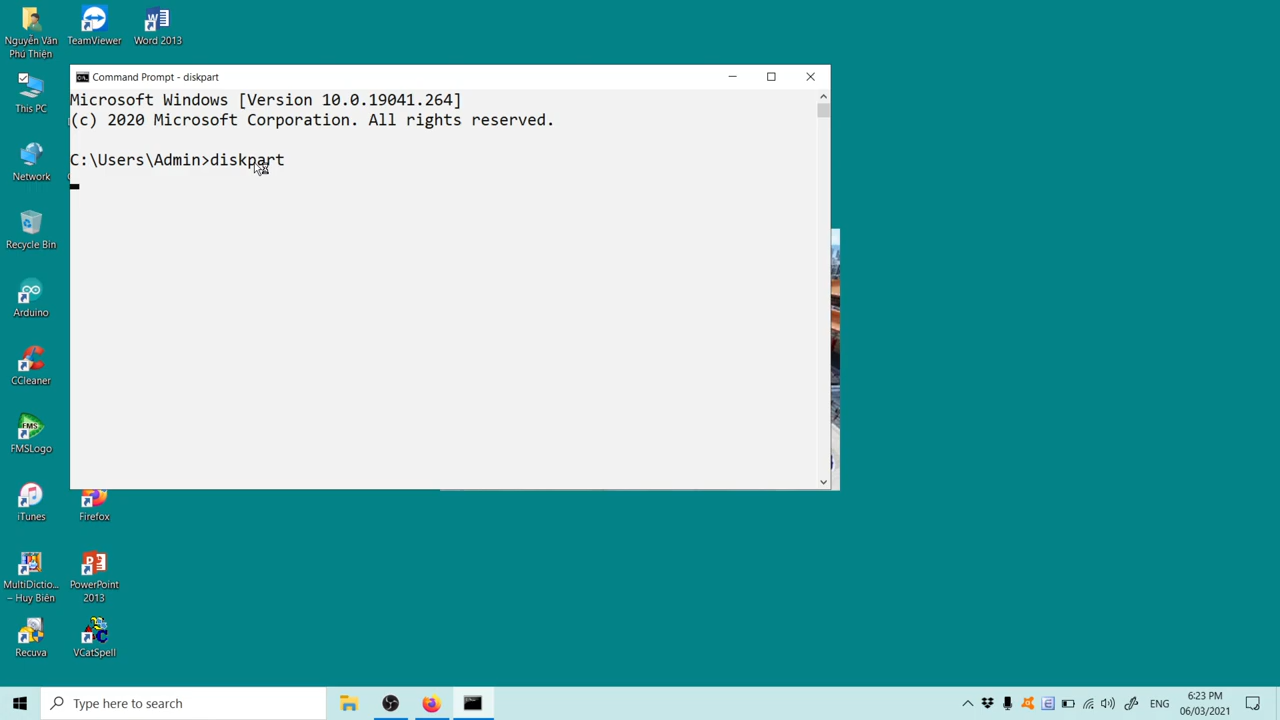 Nguyễn Văn
Phú Thiện
TeamViewer
Word 2013
Command Prompt - diskpart
Microsoft Windows [Version 10.0.19041.264]
(c) 2020 Microsoft Corporation. All rights reserved.
C:\Users\Admin>diskpart
This PC
Network
Recycle Bin
Arduino
CCleaner
FMS
FMSLogo
iTunes
Firefox
MultiDictio...
– Huy Biên
PowerPoint
2013
Recuva
VCatSpell
Type here to search
ENG
6:23 PM
06/03/2021